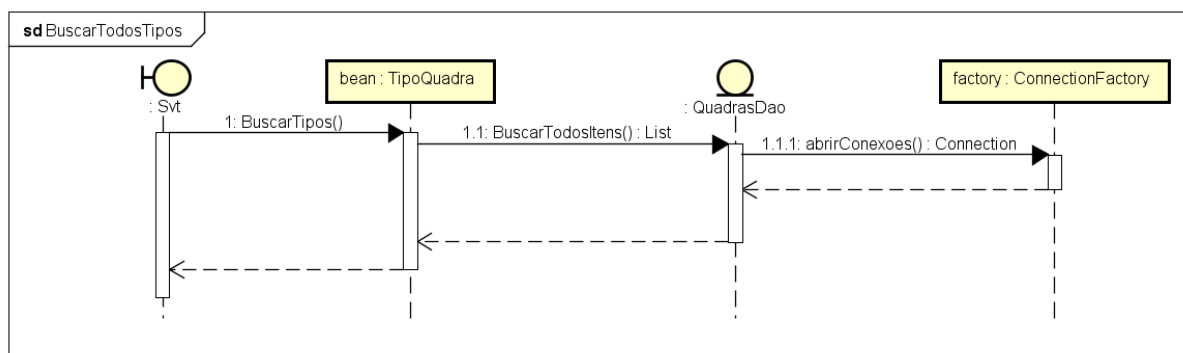 sd BuscarTodosTipos
: Svt
bean : TipoQuadra
: QuadrasDao
factory : ConnectionFactory
1: BuscarTipos()
1.1: BuscarTodosItens() : List
1.1.1: abrirConexoes() : Connection